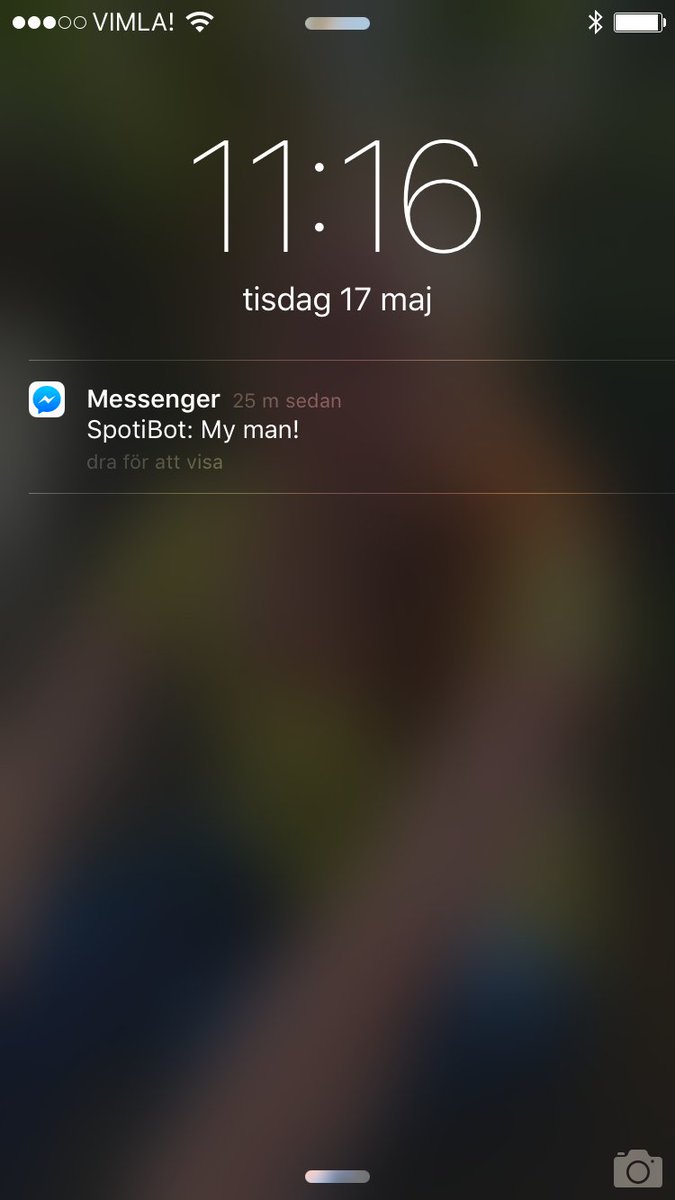 VIMLA!
11:16
tisdag 17 maj
Messenger 25 m sedan
SpotiBot: My man!
dra för att visa